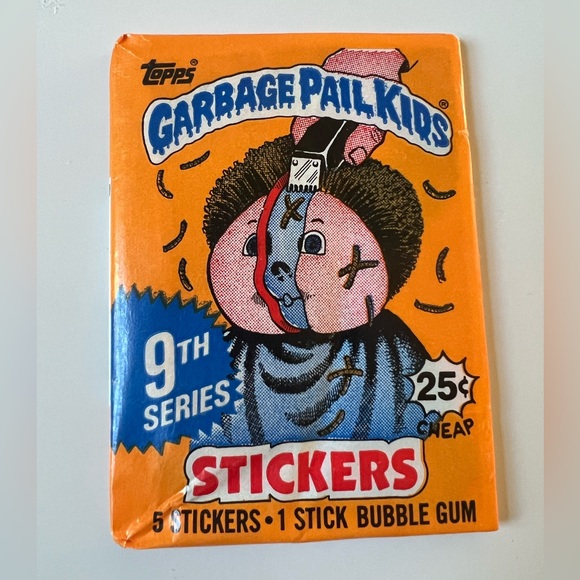 TOPPS®
GARBAGE PAIL KIDS®
9TH
SERIES
25¢
CHEAP
STICKERS
5 STICKERS • 1 STICK BUBBLE GUM